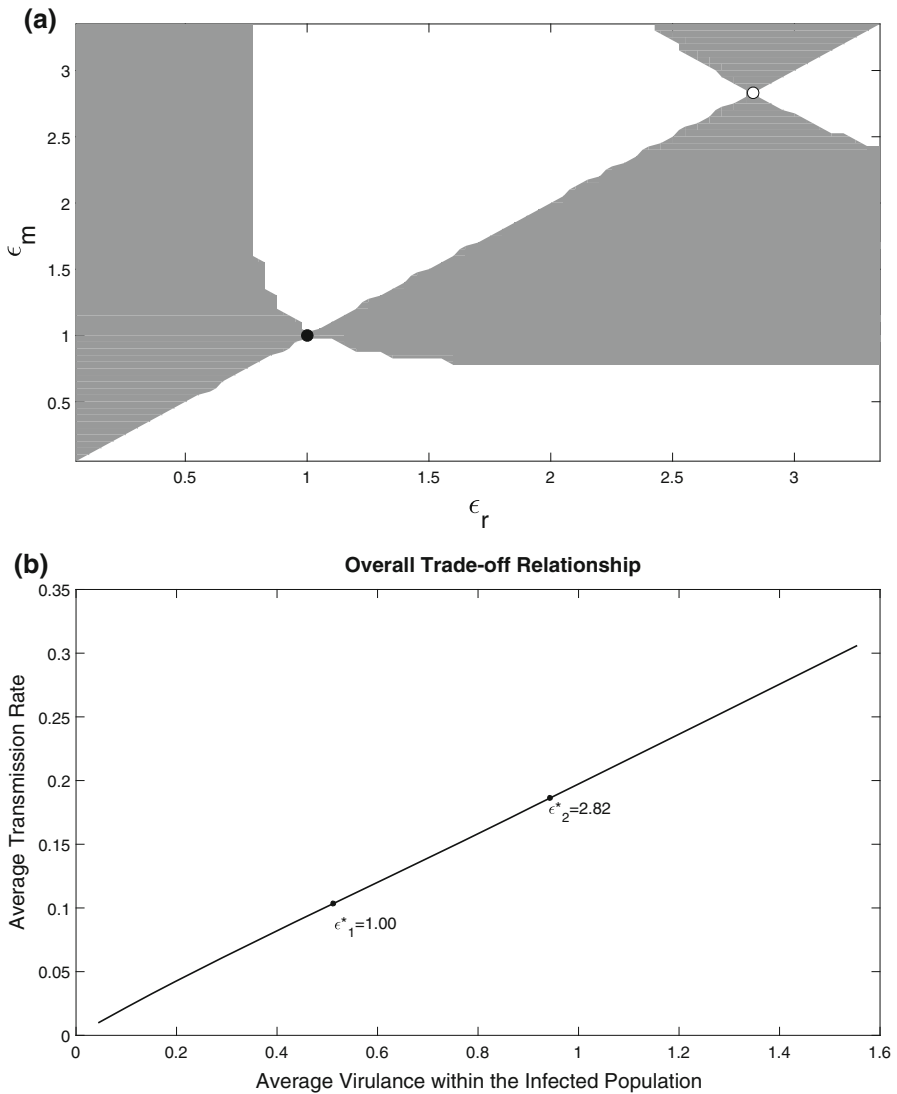 (a)
3
2.5
2
1.5
1
0.5
ϵm
0.5 1 1.5 2 2.5 3
ϵr
(b)
Overall Trade-off Relationship
0.35
0.3
0.25
0.2
0.15
0.1
0.05
0
Average Transmission Rate
ϵ*2=2.82
ϵ*1=1.00
0 0.2 0.4 0.6 0.8 1 1.2 1.4 1.6
Average Virulance within the Infected Population